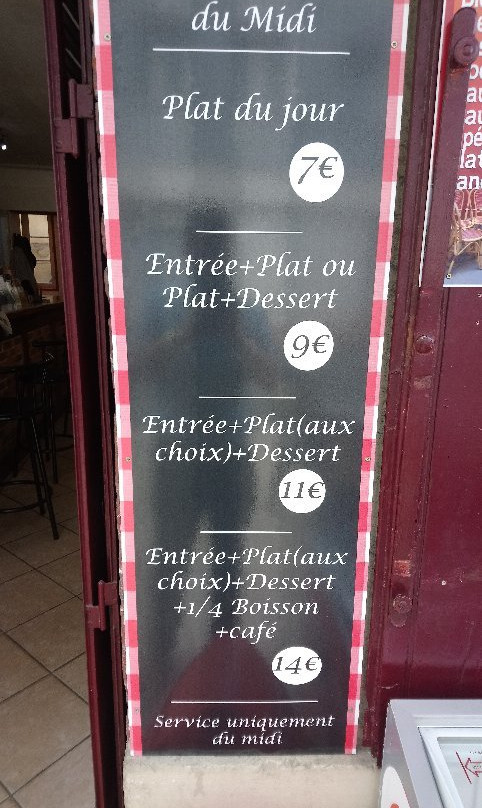 du Midi
Plat du jour
7€
Entrée+Plat ou
Plat+Dessert
9€
Entrée+Plat(aux
choix)+Dessert
11€
Entrée+Plat(aux
choix)+Dessert
+1/4 Boisson
+café
14€
Service uniquement
du midi